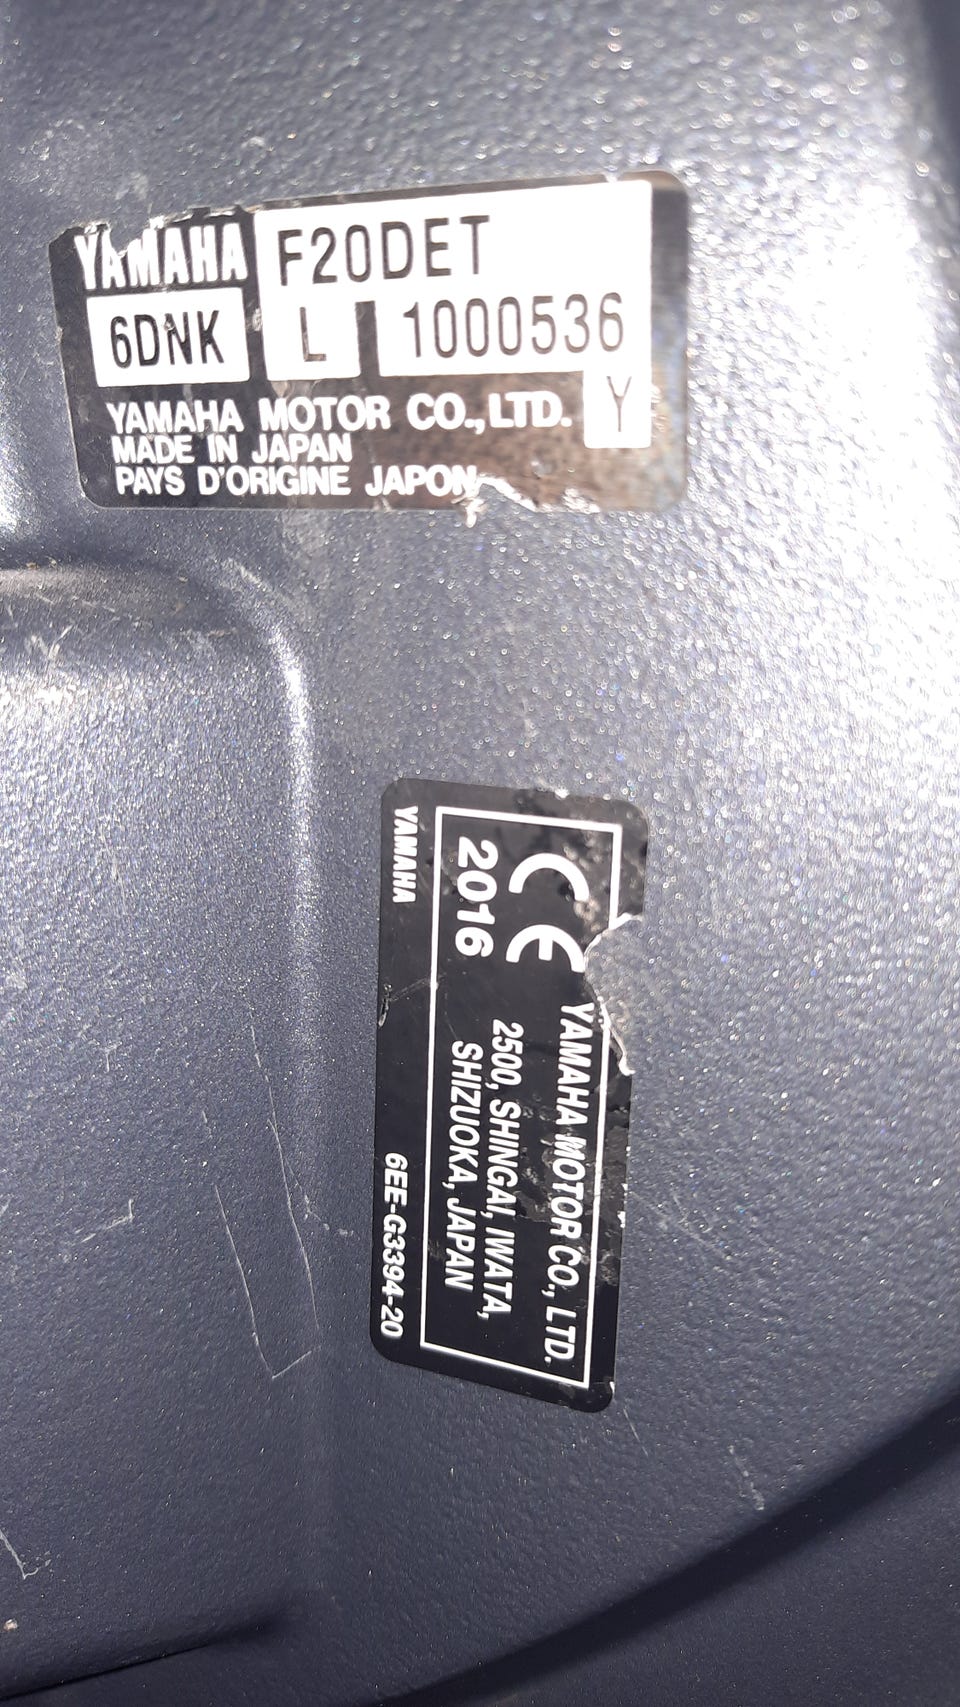 YAMAHA F20DET
6DNK L 1000536
YAMAHA MOTOR CO.,LTD. Y
MADE IN JAPAN
PAYS D'ORIGINE JAPON
CE YAMAHA MOTOR CO., LTD.
2016 2500, SHINGAI, IWATA,
SHIZUOKA, JAPAN
YAMAHA 6EE-G3394-20